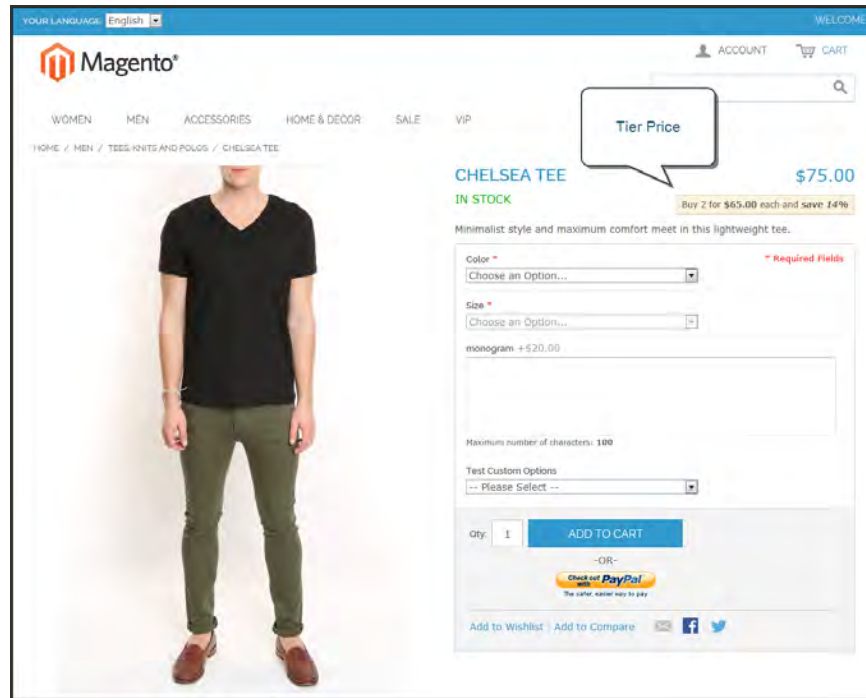 YOUR LANGUAGE: English WELCOME
Magento®
ACCOUNT CART
WOMEN MEN ACCESSORIES HOME & DECOR SALE VIP
Tier Price
HOME / MEN / TEES, KNITS AND POLOS / CHELSEA TEE
CHELSEA TEE $75.00
IN STOCK
Buy 2 for $65.00 each and save 14%
Minimalist style and maximum comfort meet in this lightweight tee.
Color * * Required Fields
Choose an Option...
Size *
Choose an Option...
monogram +$20.00
Maximum number of characters: 100
Test Custom Options
-- Please Select --
Qty: 1 ADD TO CART
-OR-
Check out with PayPal
The safer, easier way to pay
Add to Wishlist | Add to Compare